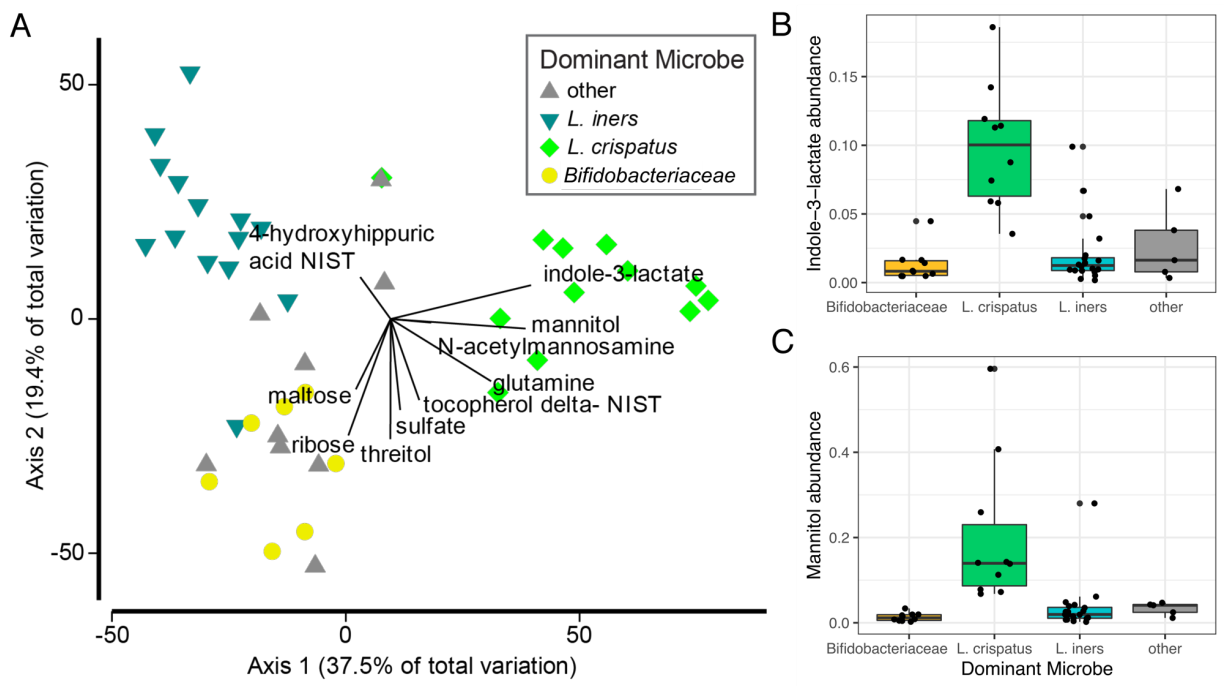 A
50
0
-50
Axis 2 (19.4% of total variation)
-50
0
50
Axis 1 (37.5% of total variation)
Dominant Microbe
other
L. iners
L. crispatus
Bifidobacteriaceae
4-hydroxyhippuric
acid NIST
indole-3-lactate
mannitol
N-acetylmannosamine
glutamine
maltose
tocopherol delta- NIST
sulfate
ribose
threitol
B
Indole−3−lactate abundance
0.15
0.10
0.05
0.00
Bifidobacteriaceae
L. crispatus
L. iners
other
C
Mannitol abundance
0.6
0.4
0.2
0.0
Bifidobacteriaceae
L. crispatus
L. iners
other
Dominant Microbe